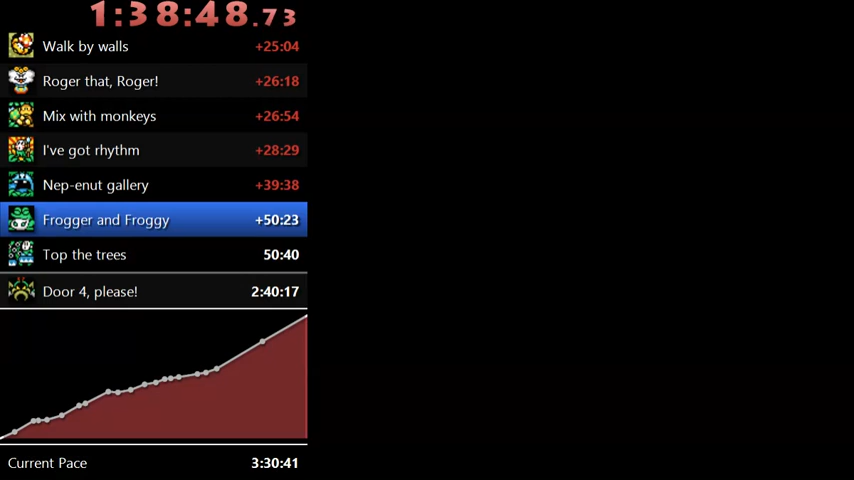 1:38:48.73
Walk by walls +25:04
Roger that, Roger! +26:18
Mix with monkeys +26:54
I've got rhythm +28:29
Nep-enut gallery +39:38
Frogger and Froggy +50:23
Top the trees 50:40
Door 4, please! 2:40:17
Current Pace 3:30:41